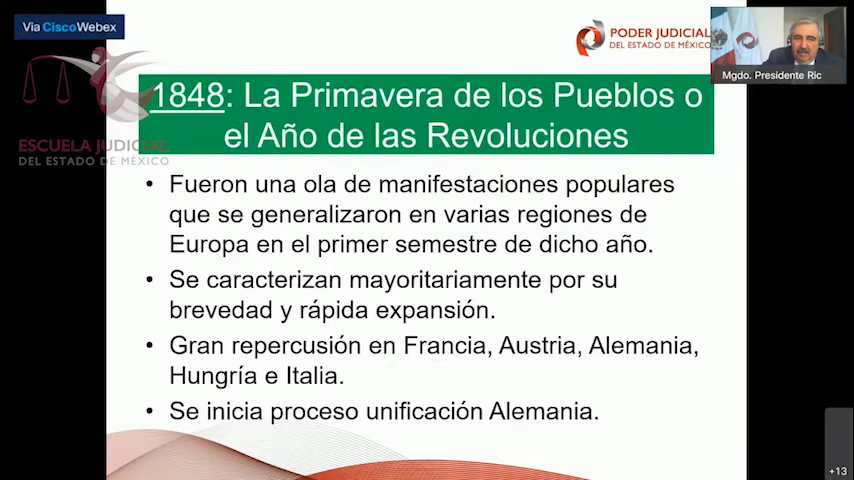 Via CiscoWebex
PODER JUDICIAL
DEL ESTADO DE MÉXICO
Mgdo. Presidente Ric
ESCUELA JUDICIAL
DEL ESTADO DE MÉXICO
1848: La Primavera de los Pueblos o
el Año de las Revoluciones
• Fueron una ola de manifestaciones populares
que se generalizaron en varias regiones de
Europa en el primer semestre de dicho año.
• Se caracterizan mayoritariamente por su
brevedad y rápida expansión.
• Gran repercusión en Francia, Austria, Alemania,
Hungría e Italia.
• Se inicia proceso unificación Alemania.
+13